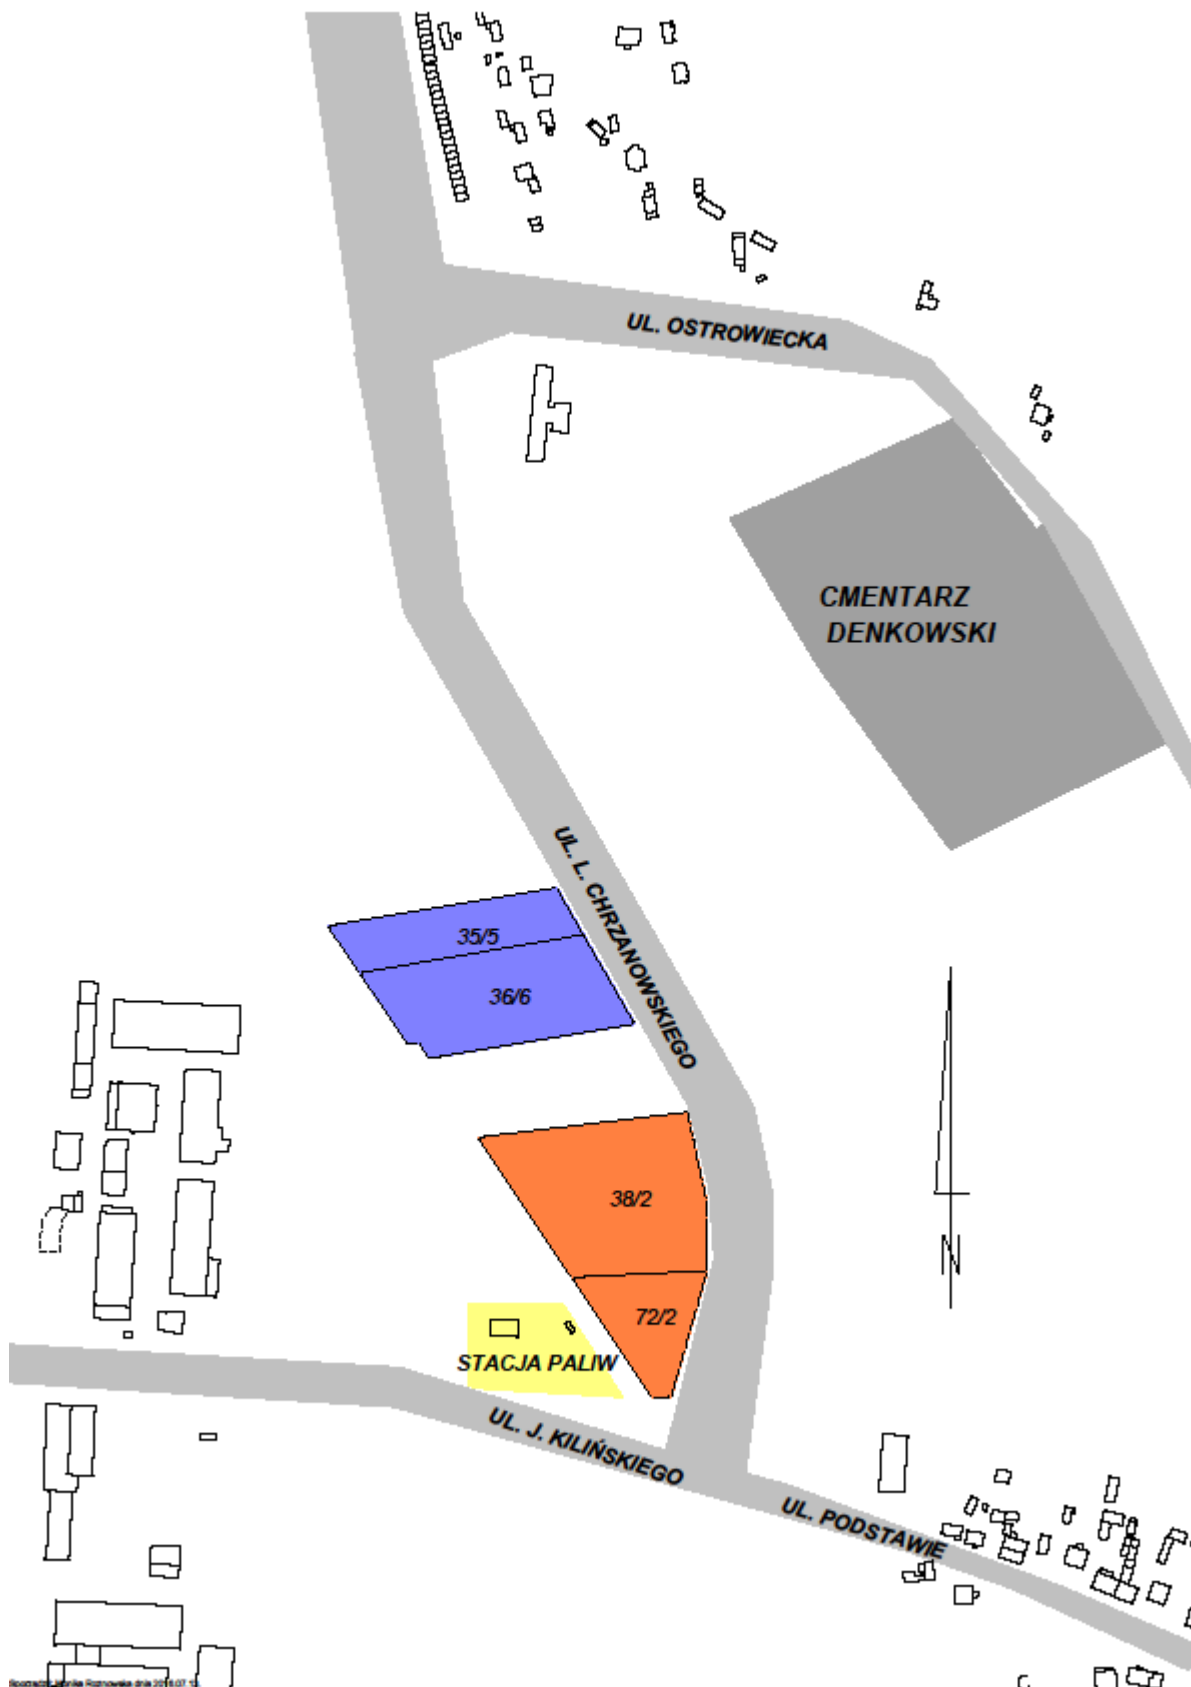 UL. OSTROWIECKA
CMENTARZ
DENKOWSKI
UL. L. CHRZANOWSKIEGO
35/5
36/6
38/2
72/2
N
STACJA PALIW
UL. J. KILIŃSKIEGO
UL. PODSTAWIE